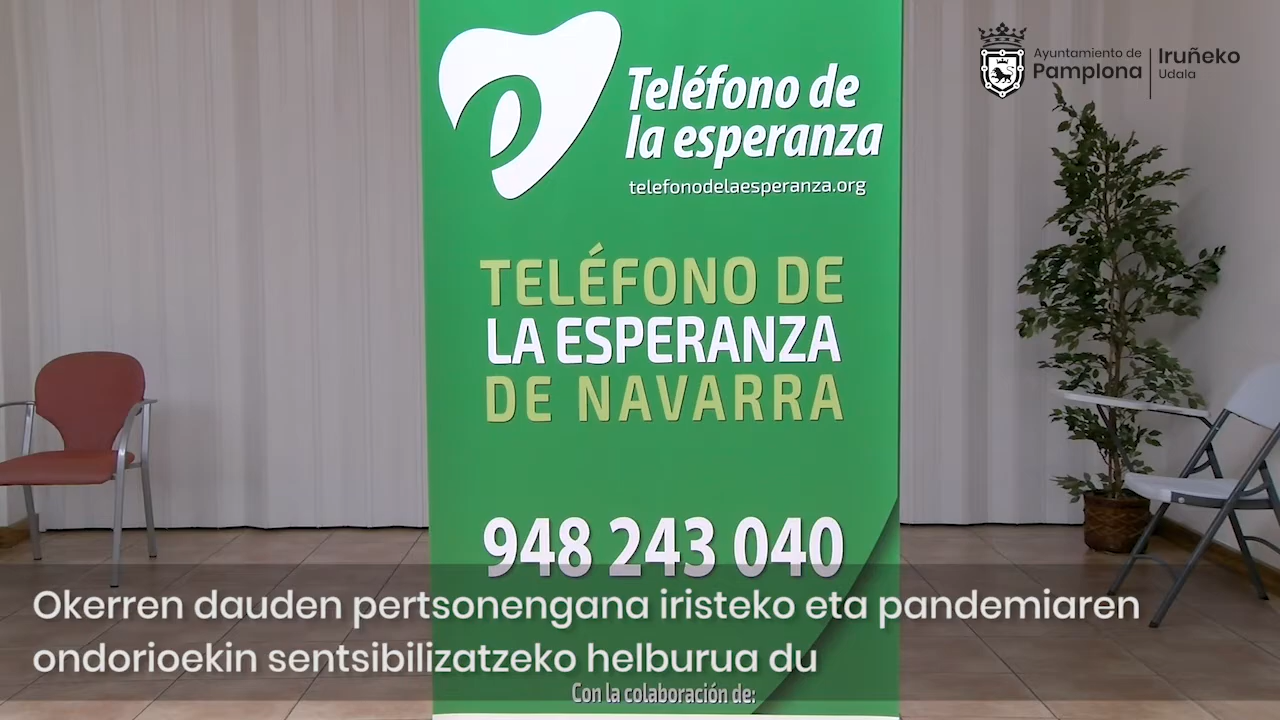 Ayuntamiento de
Pamplona
Iruñeko
Udala
Teléfono de
la esperanza
telefonodelaesperanza.org
TELÉFONO DE
LA ESPERANZA
DE NAVARRA
948 243 040
Okerren dauden pertsonengana iristeko eta pandemiaren
ondorioekin sentsibilizatzeko helburua du
Con la colaboración de: